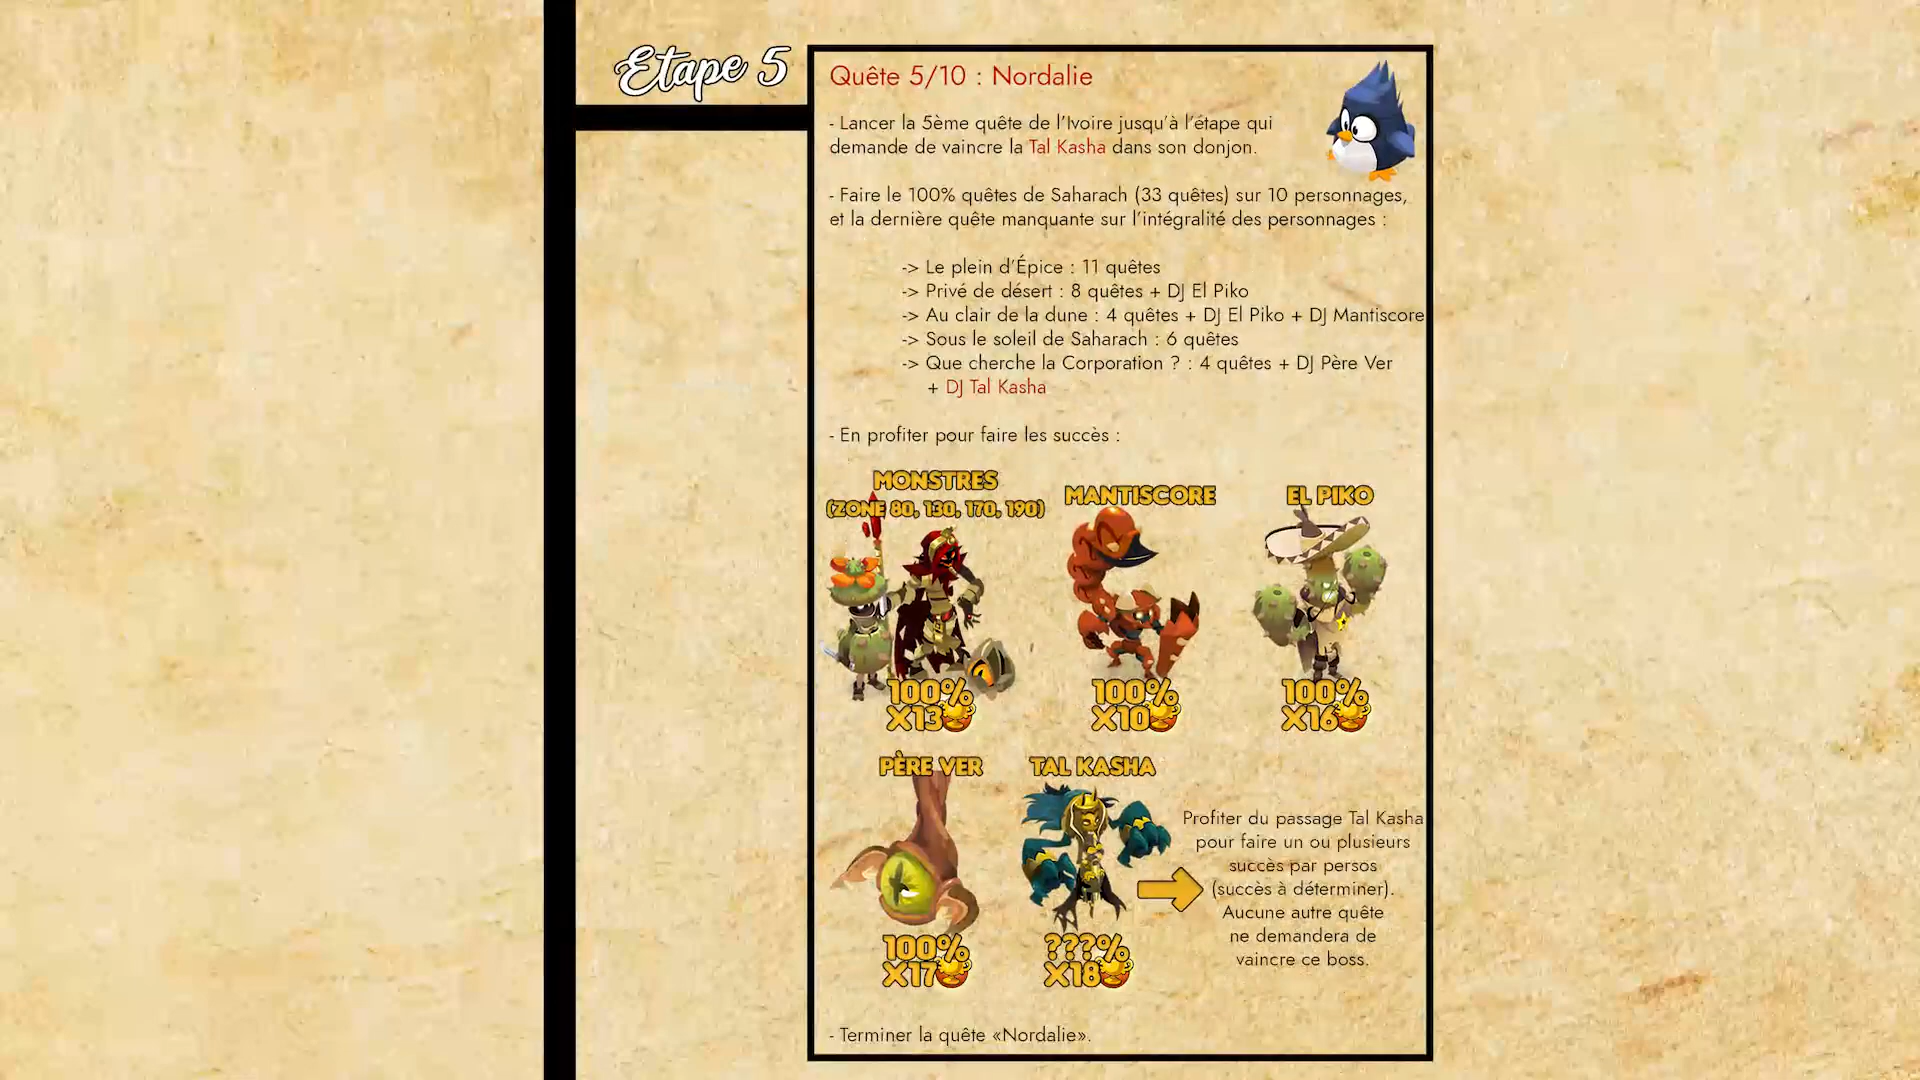 Etape 5
Quête 5/10 : Nordalie
- Lancer la 5ème quête de l'Ivoire jusqu'à l'étape qui
demande de vaincre la Tal Kasha dans son donjon.
- Faire le 100% quêtes de Saharach (33 quêtes) sur 10 personnages,
et la dernière quête manquante sur l'intégralité des personnages :
-> Le plein d'Épice : 11 quêtes
-> Privé de désert : 8 quêtes + DJ El Piko
-> Au clair de la dune : 4 quêtes + DJ El Piko + DJ Mantiscore
-> Sous le soleil de Saharach : 6 quêtes
-> Que cherche la Corporation ? : 4 quêtes + DJ Père Ver
+ DJ Tal Kasha
- En profiter pour faire les succès :
MONSTRES
(ZONE 80, 130, 170, 190)
100%
X13
MANTISCORE
100%
X10
EL PIKO
100%
X16
PÈRE VER
100%
X17
TAL KASHA
???%
X18
Profiter du passage Tal Kasha
pour faire un ou plusieurs
succès par persos
(succès à déterminer).
Aucune autre quête
ne demandera de
vaincre ce boss.
- Terminer la quête «Nordalie».